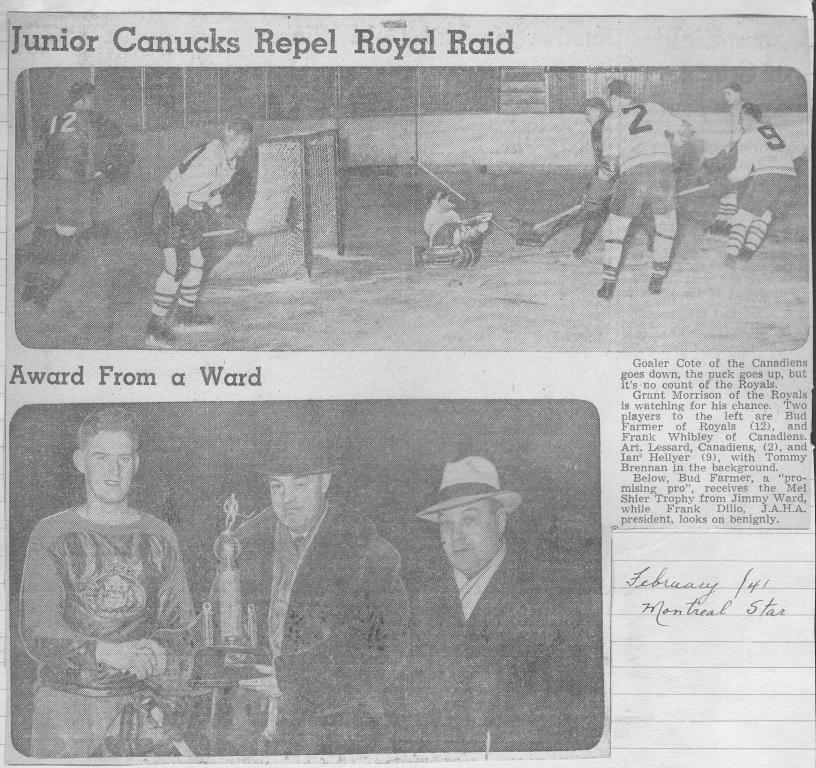 Junior Canucks Repel Royal Raid
12
2
9
Award From a Ward
Goaler Cote of the Canadiens
goes down, the puck goes up, but
it's no count of the Royals.
Grant Morrison of the Royals
is watching for his chance. Two
players to the left are Bud
Farmer of Royals (12), and
Frank Whibley of Canadiens.
Art. Lessard, Canadiens, (2), and
Ian Hellyer (9), with Tommy
Brennan in the background.
Below, Bud Farmer, a "pro-
mising pro", receives the Mel
Shier Trophy from Jimmy Ward,
while Frank Dilio, J.A.H.A.
president, looks on benignly.
February /41
Montreal Star